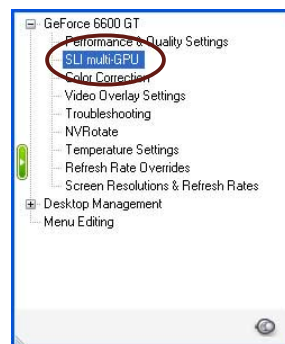 GeForce 6600 GT
Performance & Quality Settings
SLI multi-GPU
Color Correction
Video Overlay Settings
Troubleshooting
NVRotate
Temperature Settings
Refresh Rate Overrides
Screen Resolutions & Refresh Rates
Desktop Management
Menu Editing